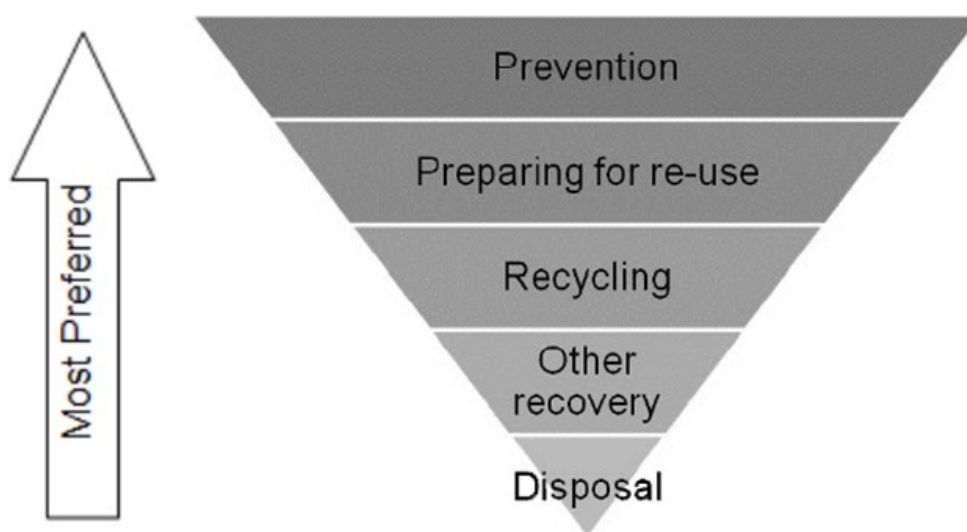 Most Preferred
Prevention
Preparing for re-use
Recycling
Other
recovery
Disposal